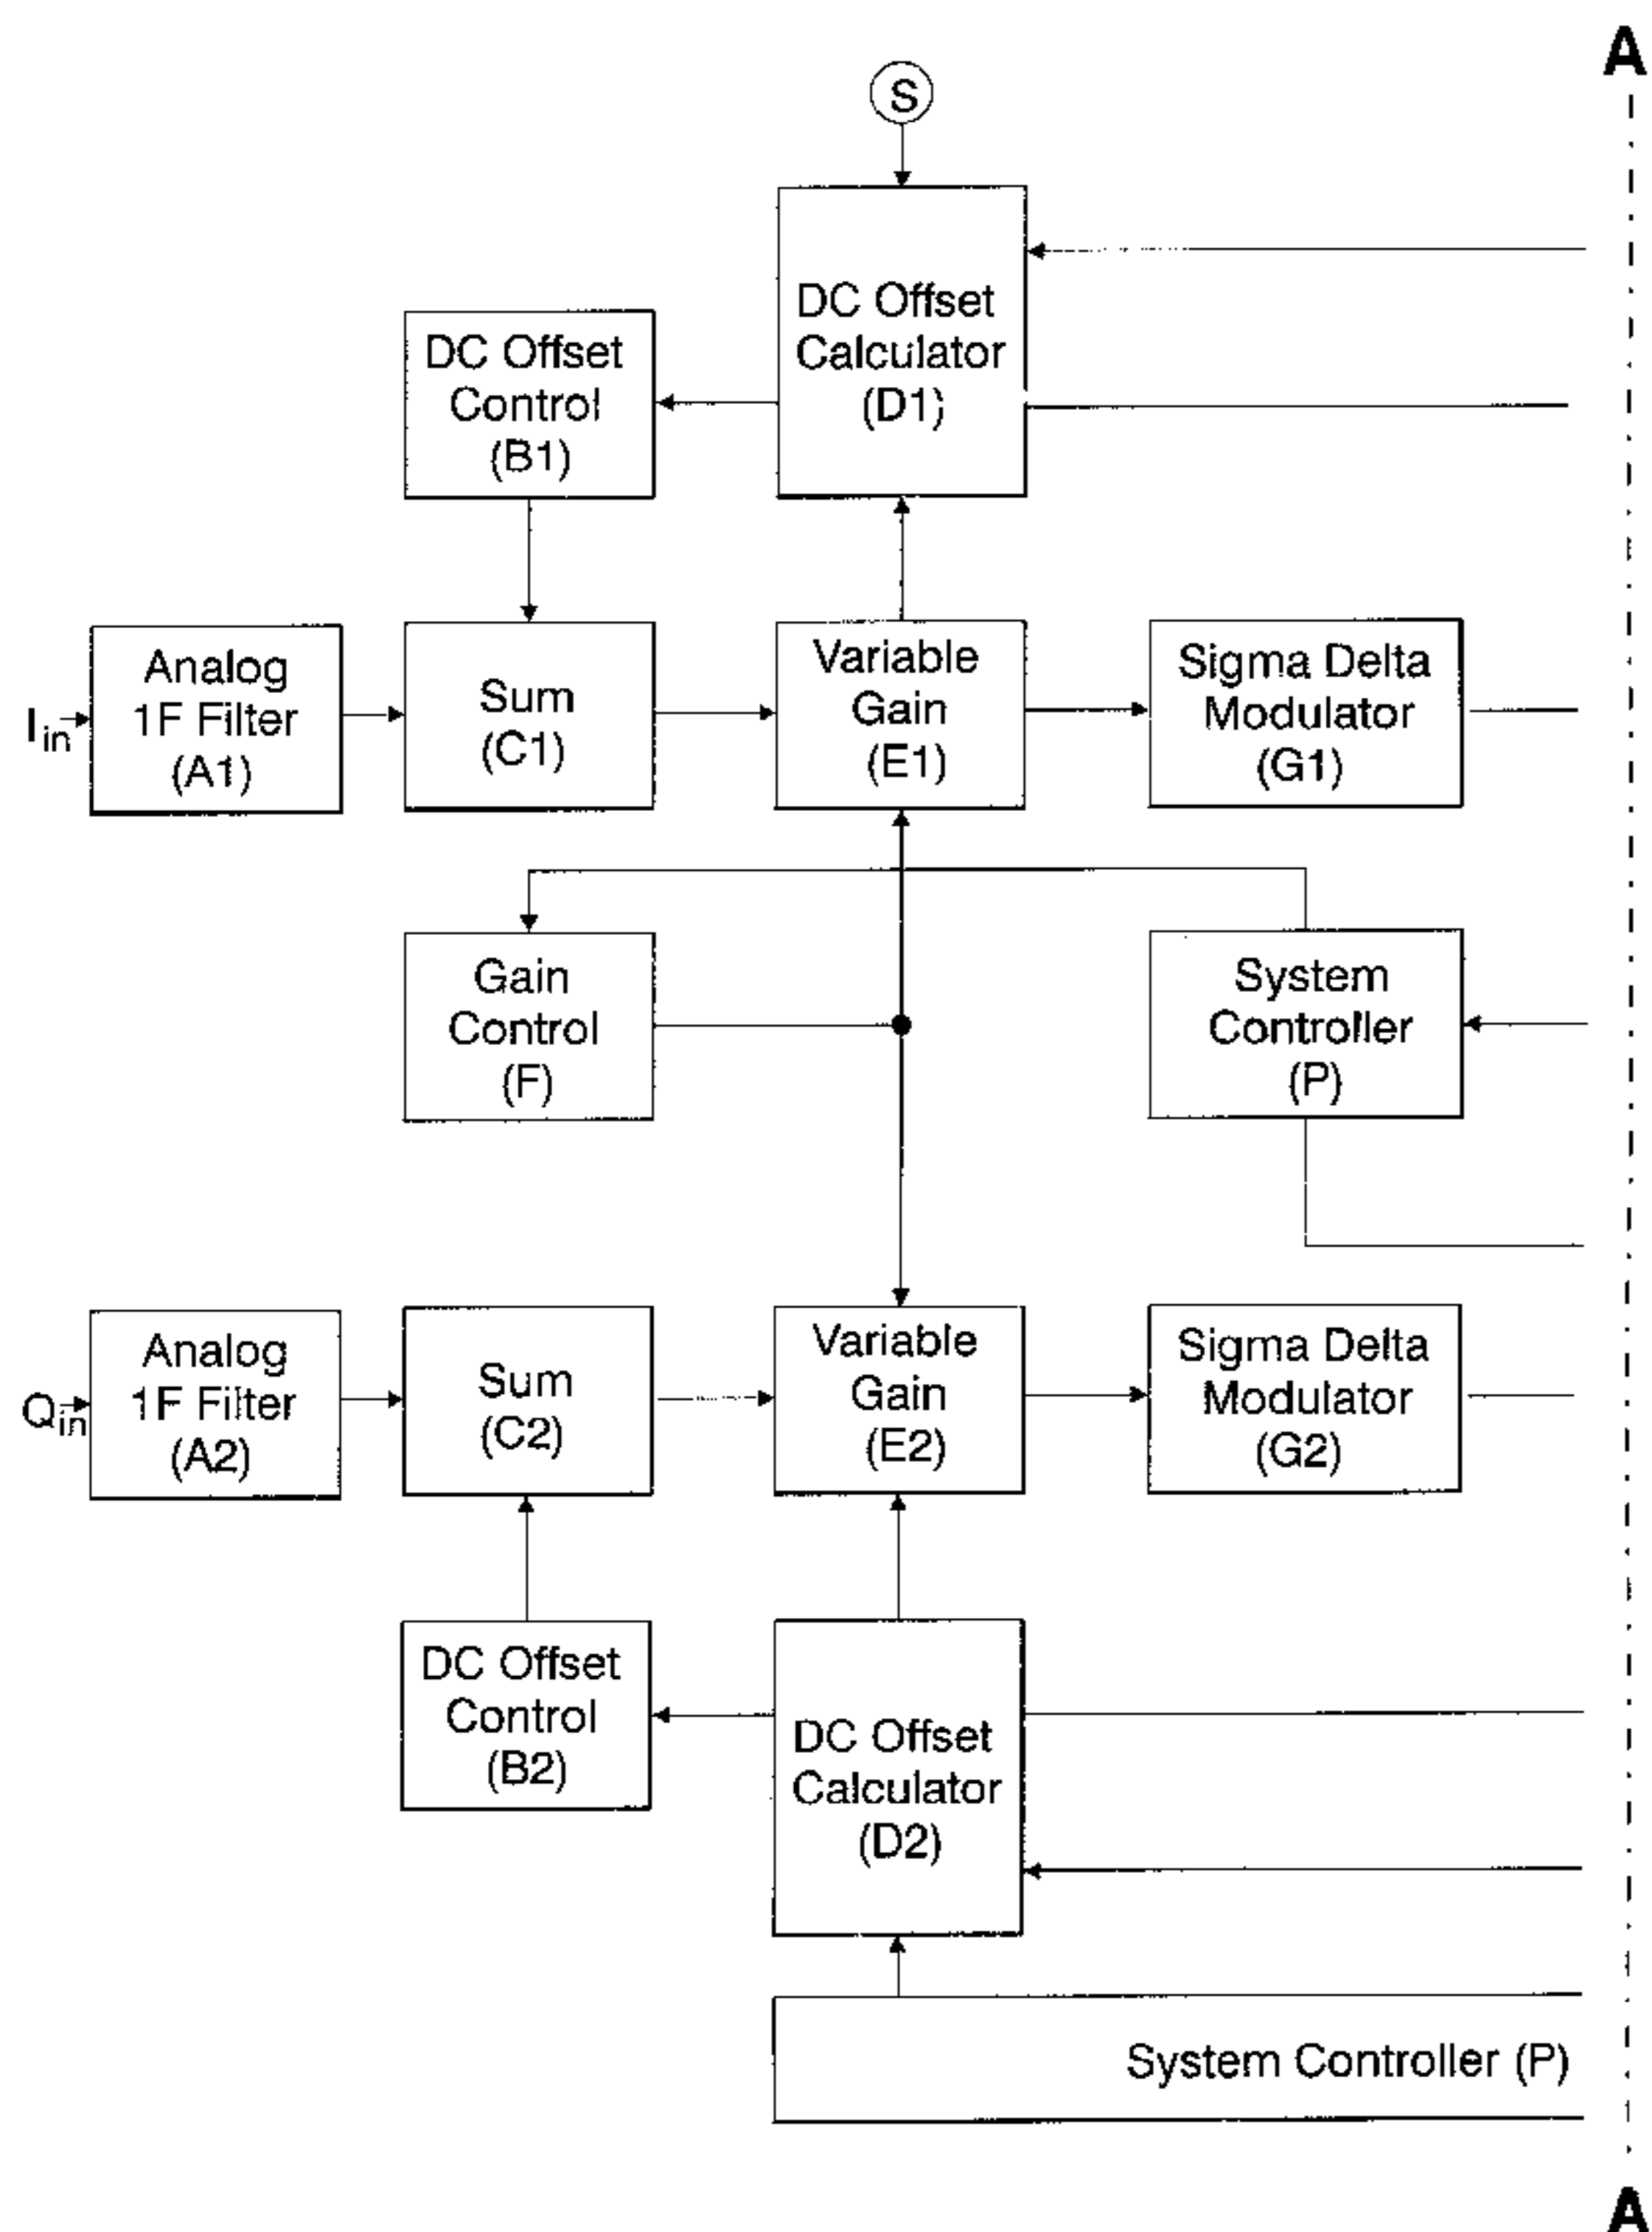 A
S
DC Offset
Calculator
(D1)
DC Offset
Control
(B1)
Iin
Analog
1F Filter
(A1)
Sum
(C1)
Variable
Gain
(E1)
Sigma Delta
Modulator
(G1)
Gain
Control
(F)
System
Controller
(P)
Qin
Analog
1F Filter
(A2)
Sum
(C2)
Variable
Gain
(E2)
Sigma Delta
Modulator
(G2)
DC Offset
Control
(B2)
DC Offset
Calculator
(D2)
System Controller (P)
A